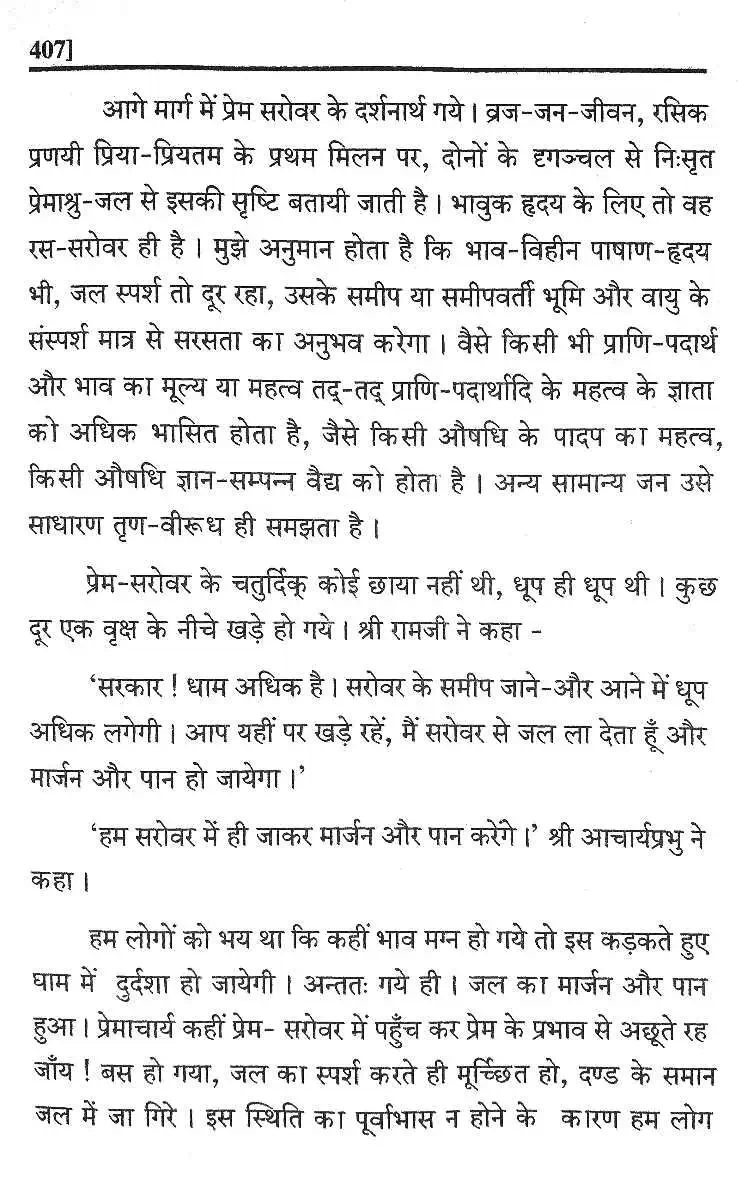 407]
आगे मार्ग में प्रेम सरोवर के दर्शनार्थ गये । व्रज-जन-जीवन, रसिक
प्रणयी प्रिया-प्रियतम के प्रथम मिलन पर, दोनों के दृगञ्चल से निःसृत
प्रेमाश्रु-जल से इसकी सृष्टि बतायी जाती है । भावुक हृदय के लिए तो वह
रस-सरोवर ही है । मुझे अनुमान होता है कि भाव-विहीन पाषाण-हृदय
भी, जल स्पर्श तो दूर रहा, उसके समीप या समीपवर्ती भूमि और वायु के
संस्पर्श मात्र से सरसता का अनुभव करेगा । वैसे किसी भी प्राणि-पदार्थ
और भाव का मूल्य या महत्व तद्-तद् प्राणि-पदार्थादि के महत्व के ज्ञाता
को अधिक भासित होता है, जैसे किसी औषधि के पादप का महत्व,
किसी औषधि ज्ञान-सम्पन्न वैद्य को होता है । अन्य सामान्य जन उसे
साधारण तृण-वीरूध ही समझता है ।
प्रेम-सरोवर के चतुर्दिक् कोई छाया नहीं थी, धूप ही धूप थी । कुछ
दूर एक वृक्ष के नीचे खड़े हो गये । श्री रामजी ने कहा -
‘सरकार ! धाम अधिक है । सरोवर के समीप जाने-और आने में धूप
अधिक लगेगी । आप यहीं पर खड़े रहें, मैं सरोवर से जल ला देता हूँ और
मार्जन और पान हो जायेगा ।’
‘हम सरोवर में ही जाकर मार्जन और पान करेंगे ।’ श्री आचार्यप्रभु ने
कहा ।
हम लोगों को भय था कि कहीं भाव मग्न हो गये तो इस कड़कते हुए
घाम में दुर्दशा हो जायेगी । अन्ततः गये ही । जल का मार्जन और पान
हुआ । प्रेमाचार्य कहीं प्रेम- सरोवर में पहुँच कर प्रेम के प्रभाव से अछूते रह
जाँय ! बस हो गया, जल का स्पर्श करते ही मूर्च्छित हो, दण्ड के समान
जल में जा गिरे । इस स्थिति का पूर्वाभास न होने के कारण हम लोग